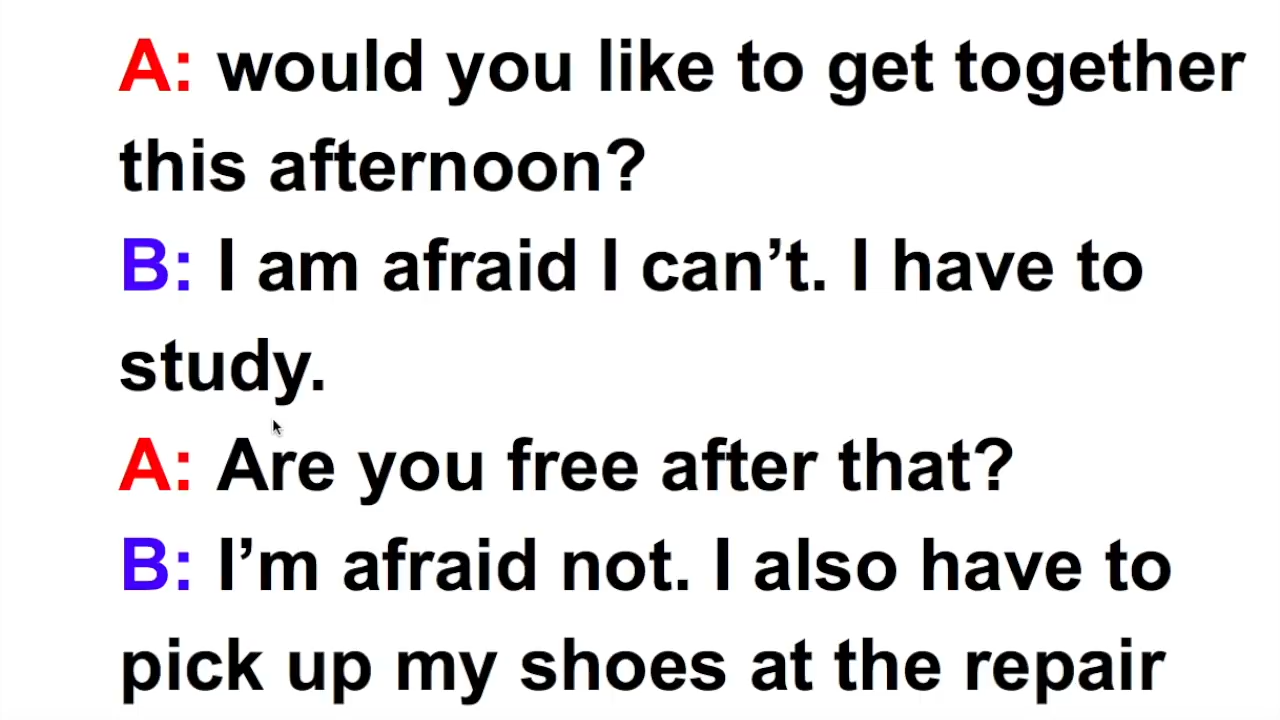 A: would you like to get together
this afternoon?
B: I am afraid I can’t. I have to
study.
A: Are you free after that?
B: I’m afraid not. I also have to
pick up my shoes at the repair